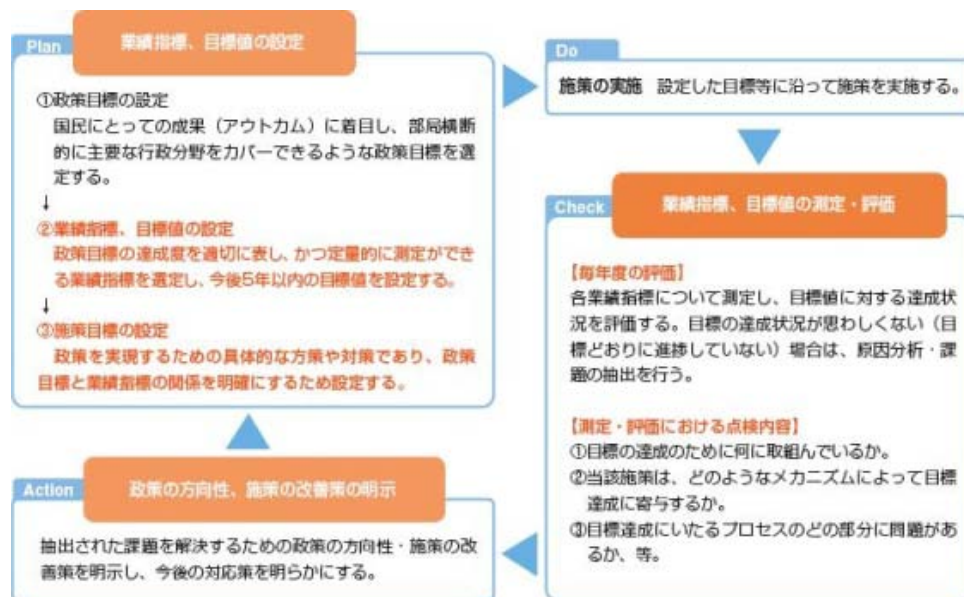 Plan
業績指標、目標値の設定
①政策目標の設定
国民にとっての成果（アウトカム）に着目し、部局横断
的に主要な行政分野をカバーできるような政策目標を選
定する。
↓
②業績指標、目標値の設定
政策目標の達成度を適切に表し、かつ定量的に測定ができ
る業績指標を選定し、今後5年以内の目標値を設定する。
↓
③施策目標の設定
政策を実現するための具体的な方策や対策であり、政策
目標と業績指標の関係を明確にするため設定する。
Do
施策の実施　設定した目標等に沿って施策を実施する。
Check
業績指標、目標値の測定・評価
【毎年度の評価】
各業績指標について測定し、目標値に対する達成状
況を評価する。目標の達成状況が思わしくない（目
標どおりに進捗していない）場合は、原因分析・課
題の抽出を行う。
【測定・評価における点検内容】
①目標の達成のために何に取組んでいるか。
②当該施策は、どのようなメカニズムによって目標
達成に寄与するか。
③目標達成にいたるプロセスのどの部分に問題があ
るか、等。
Action
政策の方向性、施策の改善策の明示
抽出された課題を解決するための政策の方向性・施策の改
善策を明示し、今後の対応策を明らかにする。